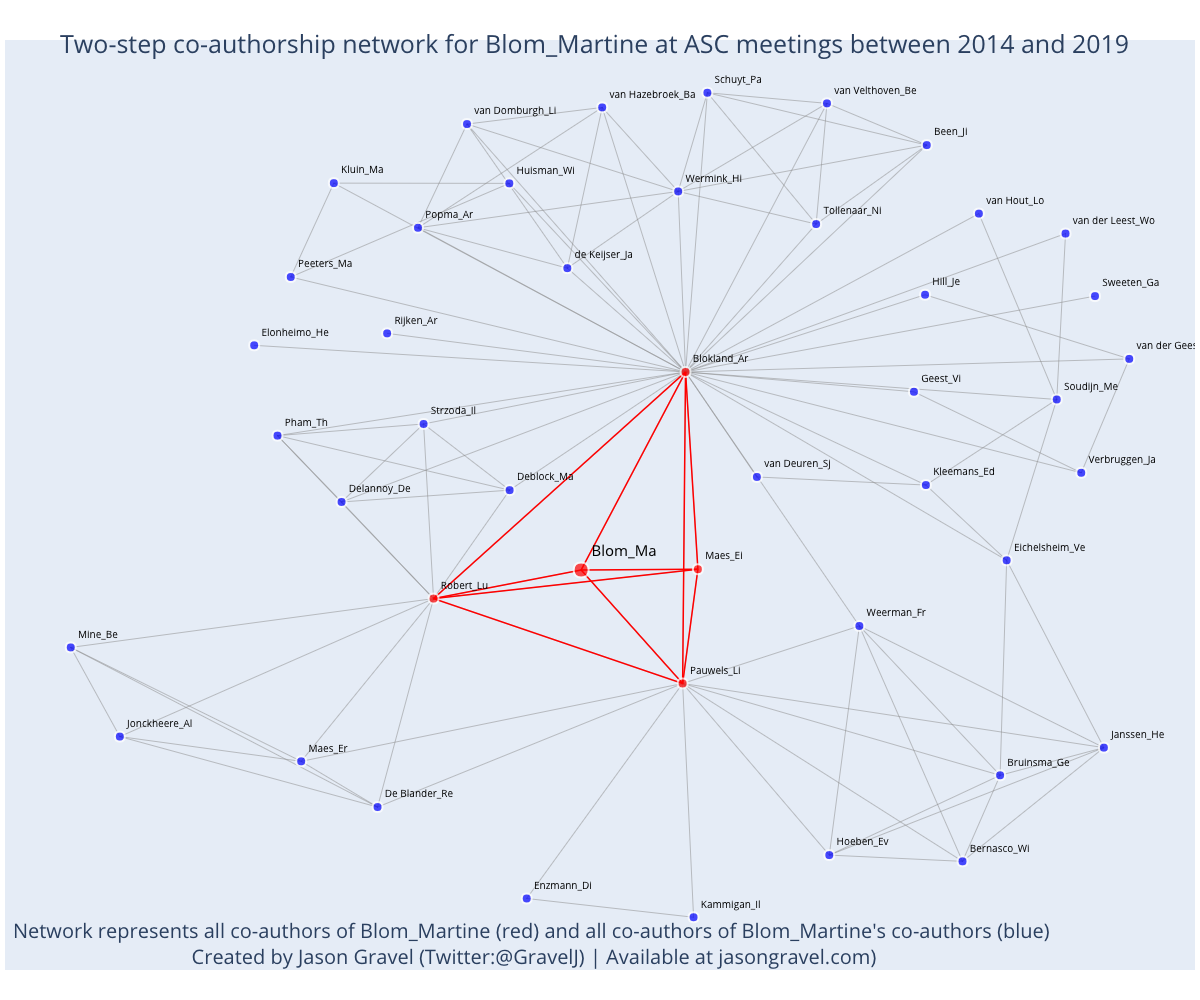 Two-step co-authorship network for Blom_Martine at ASC meetings between 2014 and 2019
Schuyt_Pa
van Velthoven_Be
van Hazebroek_Ba
van Domburgh_Li
Been_Ji
Kluin_Ma
Huisman_Wi
Wermink_Hi
van Hout_Lo
Popma_Ar
Tollenaar_Ni
van der Leest_Wo
de Keijser_Ja
Peeters_Ma
Hill_Je
Sweeten_Ga
Rijken_Ar
Elonheimo_He
van der Gees
Blokland_Ar
Geest_Vi
Soudijn_Me
Strzoda_Il
Pham_Th
van Deuren_Sj
Verbruggen_Ja
Kleemans_Ed
Deblock_Ma
Delannoy_De
Eichelsheim_Ve
Blom_Ma
Maes_Ei
Robert_Lu
Weerman_Fr
Mine_Be
Pauwels_Li
Jonckheere_Al
Janssen_He
Maes_Er
Bruinsma_Ge
De Blander_Re
Hoeben_Ev
Bernasco_Wi
Enzmann_Di
Kammigan_Il
Network represents all co-authors of Blom_Martine (red) and all co-authors of Blom_Martine's co-authors (blue)
Created by Jason Gravel (Twitter:@GravelJ) | Available at jasongravel.com)